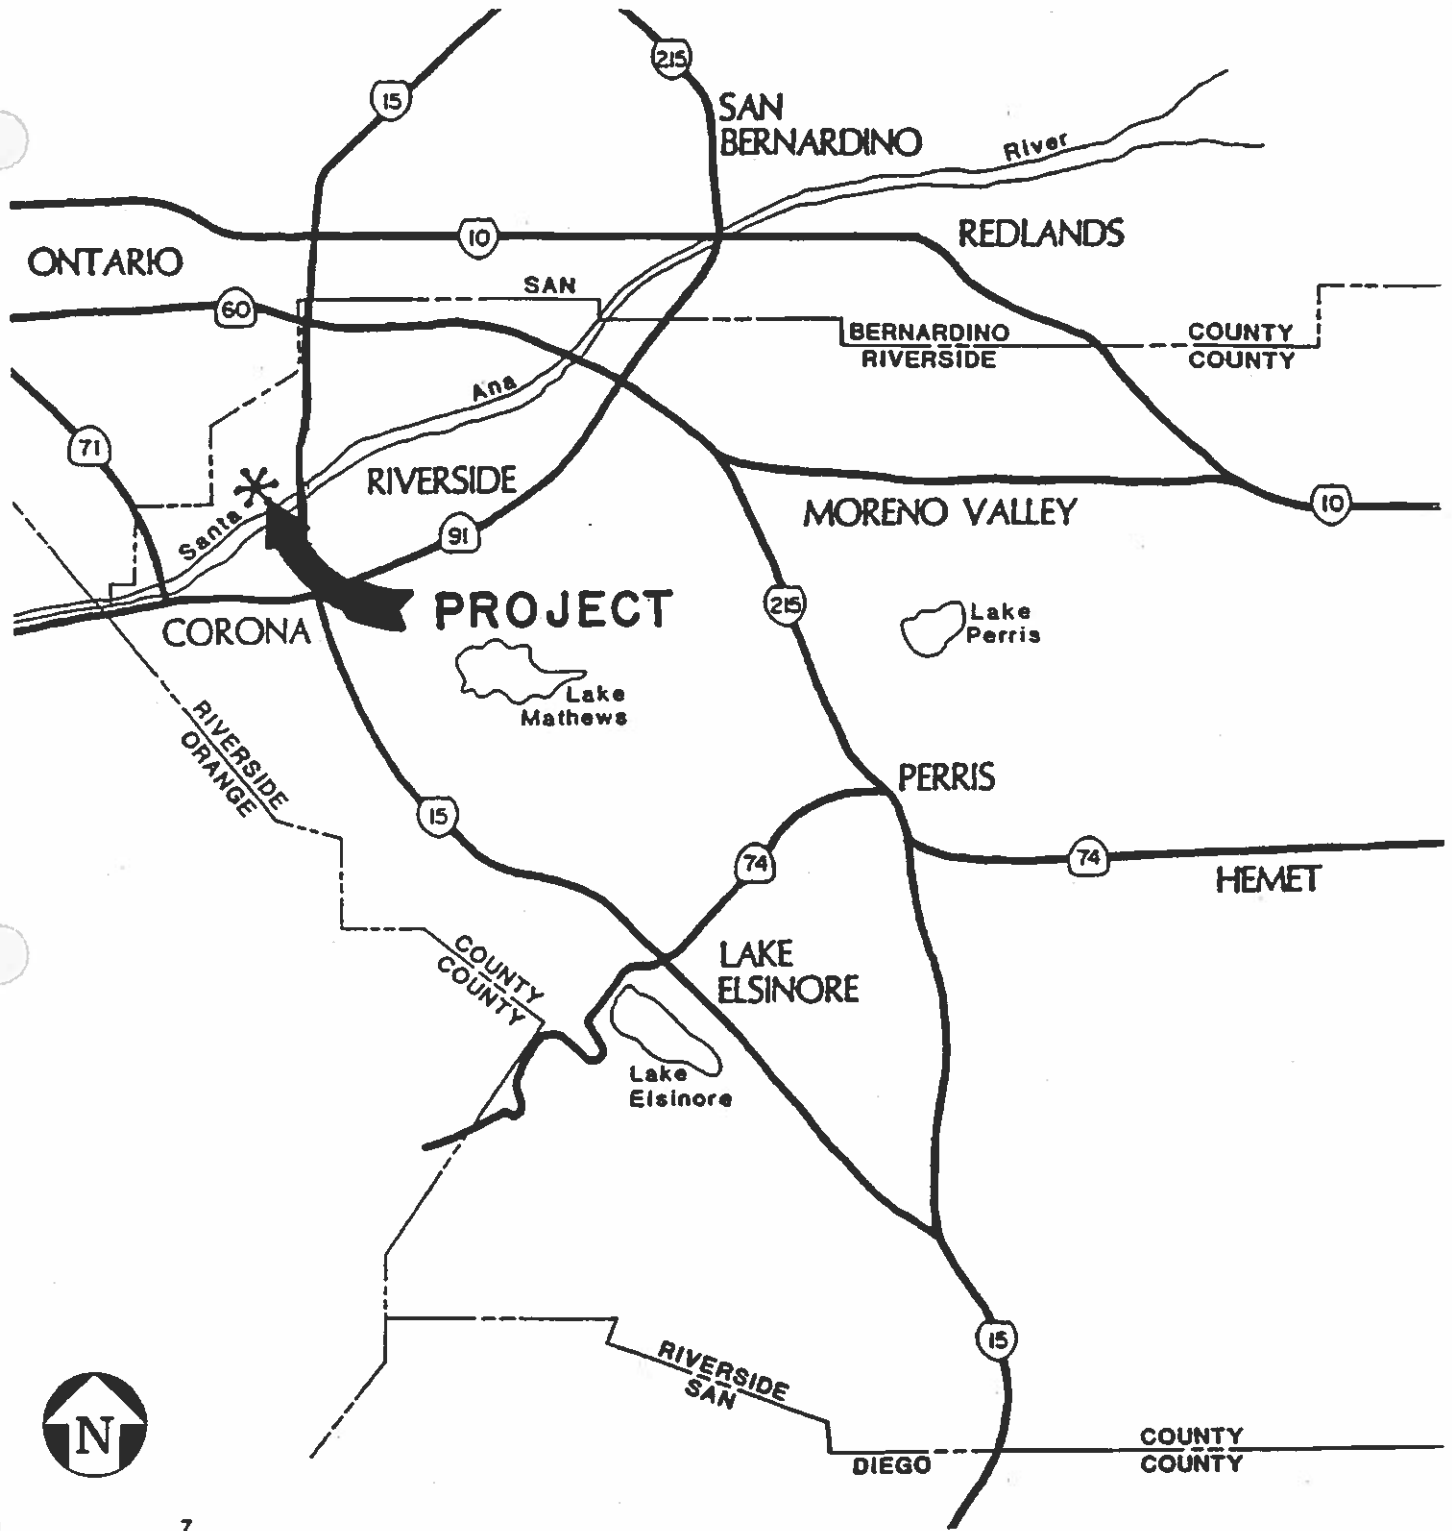 215
15
SAN
BERNARDINO
River
10
REDLANDS
ONTARIO
SAN
60
BERNARDINO
COUNTY
RIVERSIDE
COUNTY
Ana
71
RIVERSIDE
MORENO VALLEY
10
Santa
91
PROJECT
215
Lake
Perris
CORONA
Lake
Mathews
RIVERSIDE
ORANGE
PERRIS
15
74
74
HEMET
COUNTY
COUNTY
LAKE
ELSINORE
Lake
Elsinore
15
RIVERSIDE
SAN
N
COUNTY
DIEGO
COUNTY
7